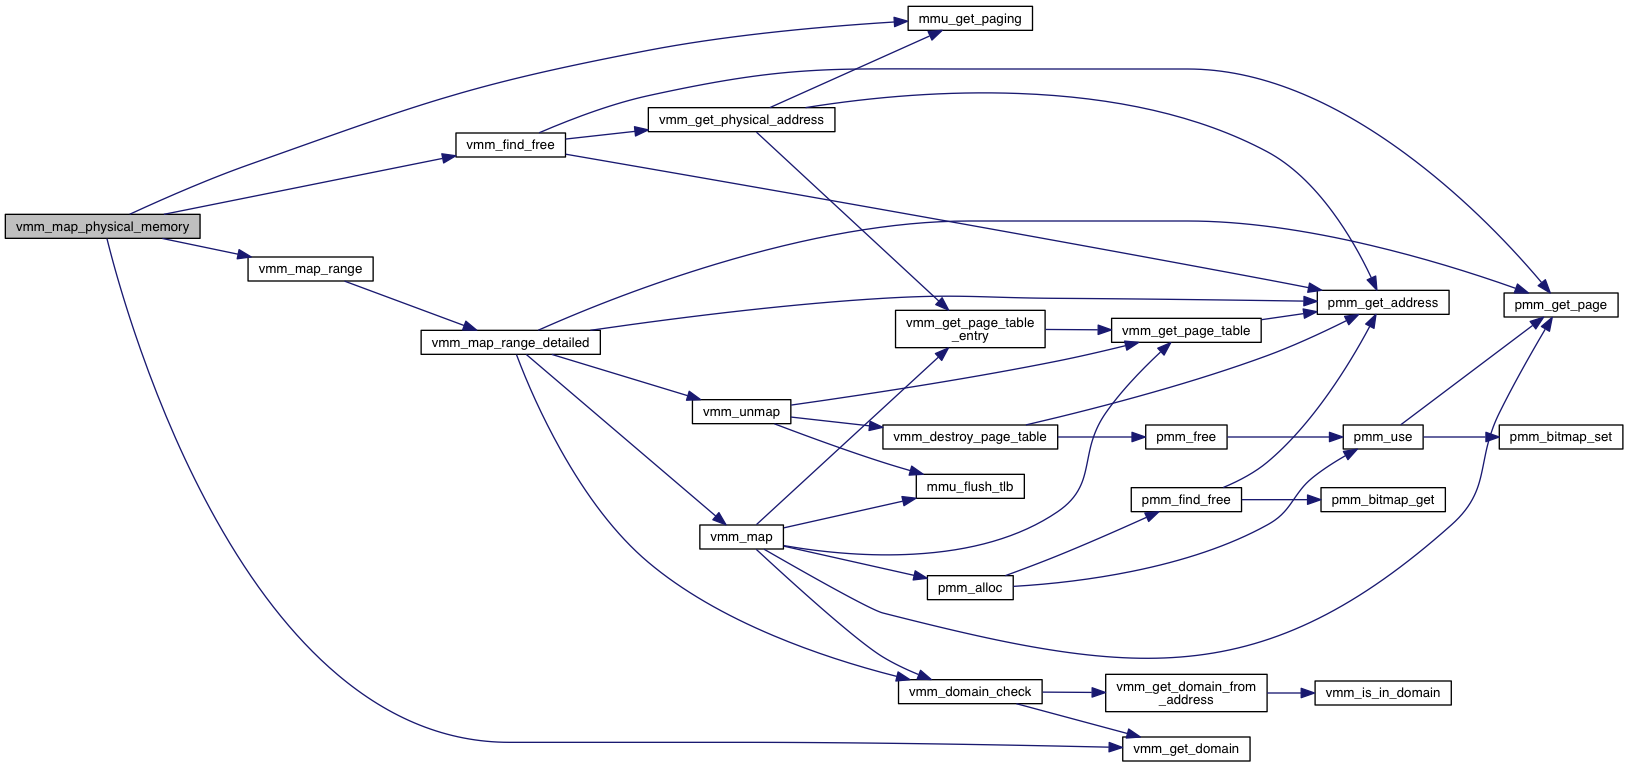 mmu_get_paging
vmm_get_physical_address
vmm_find_free
vmm_map_physical_memory
vmm_map_range
pmm_get_address
pmm_get_page
vmm_get_page_table
_entry
vmm_get_page_table
vmm_map_range_detailed
vmm_unmap
vmm_destroy_page_table
pmm_free
pmm_use
pmm_bitmap_set
mmu_flush_tlb
pmm_find_free
pmm_bitmap_get
vmm_map
pmm_alloc
vmm_domain_check
vmm_get_domain_from
_address
vmm_is_in_domain
vmm_get_domain